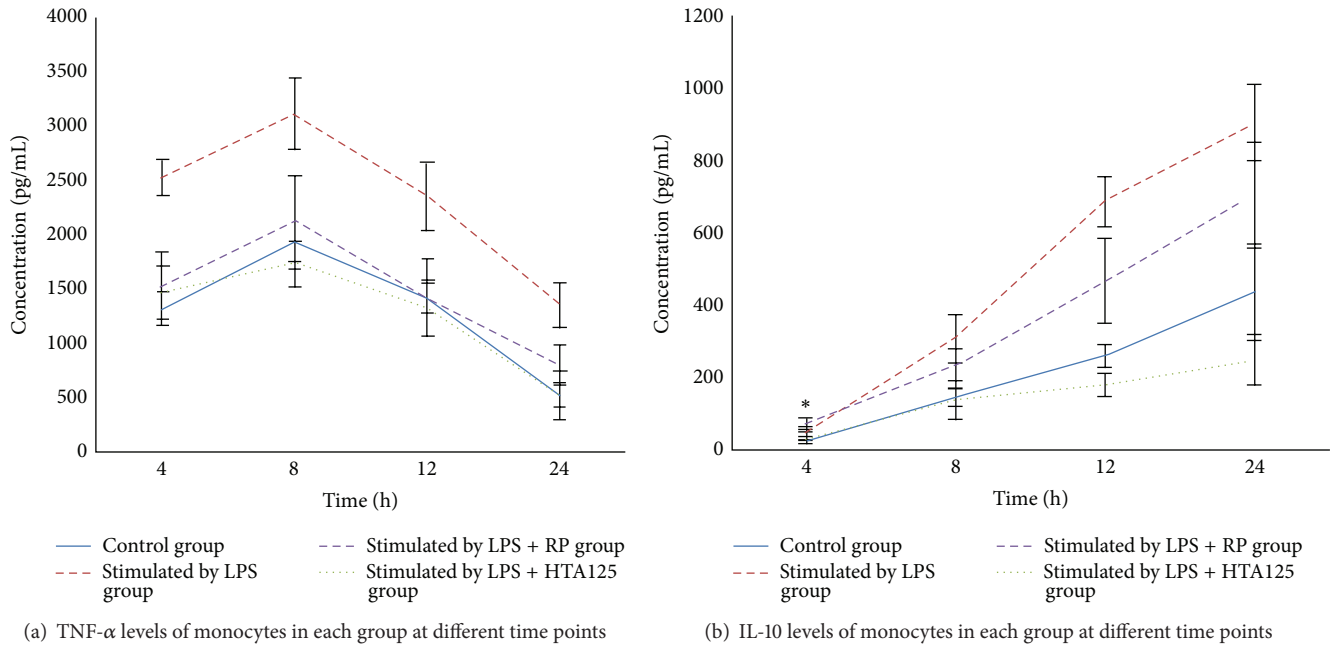 4000
3500
3000
2500
2000
1500
1000
500
0
Concentration (pg/mL)
4 8 12 24
Time (h)
Control group
Stimulated by LPS
group
Stimulated by LPS + RP group
Stimulated by LPS + HTA125
group
(a) TNF-α levels of monocytes in each group at different time points
1200
1000
800
600
400
200
0
Concentration (pg/mL)
*
4 8 12 24
Time (h)
Control group
Stimulated by LPS
group
Stimulated by LPS + RP group
Stimulated by LPS + HTA125
group
(b) IL-10 levels of monocytes in each group at different time points